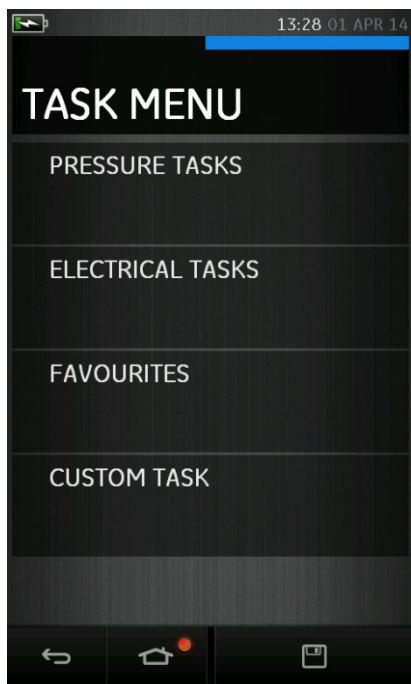 13:28 01 APR 14
TASK MENU
PRESSURE TASKS
ELECTRICAL TASKS
FAVOURITES
CUSTOM TASK